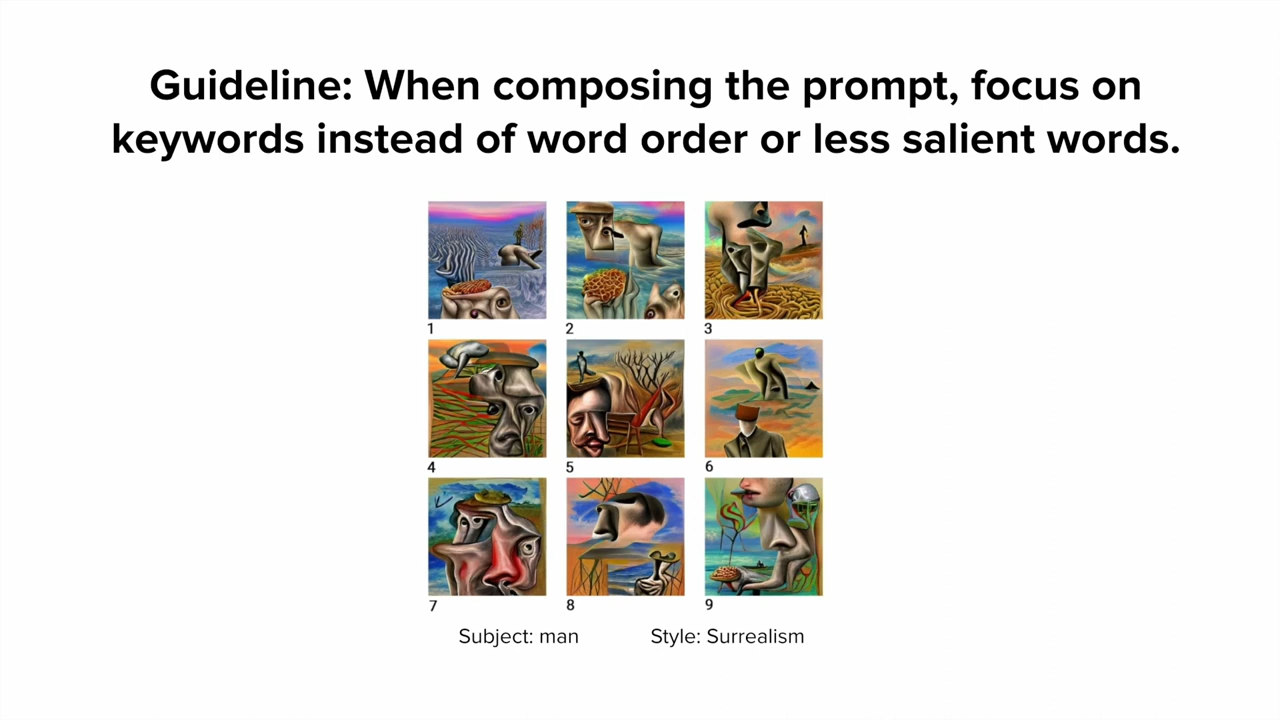 Guideline: When composing the prompt, focus on
keywords instead of word order or less salient words.
1
2
3
4
5
6
7
8
9
Subject: man
Style: Surrealism